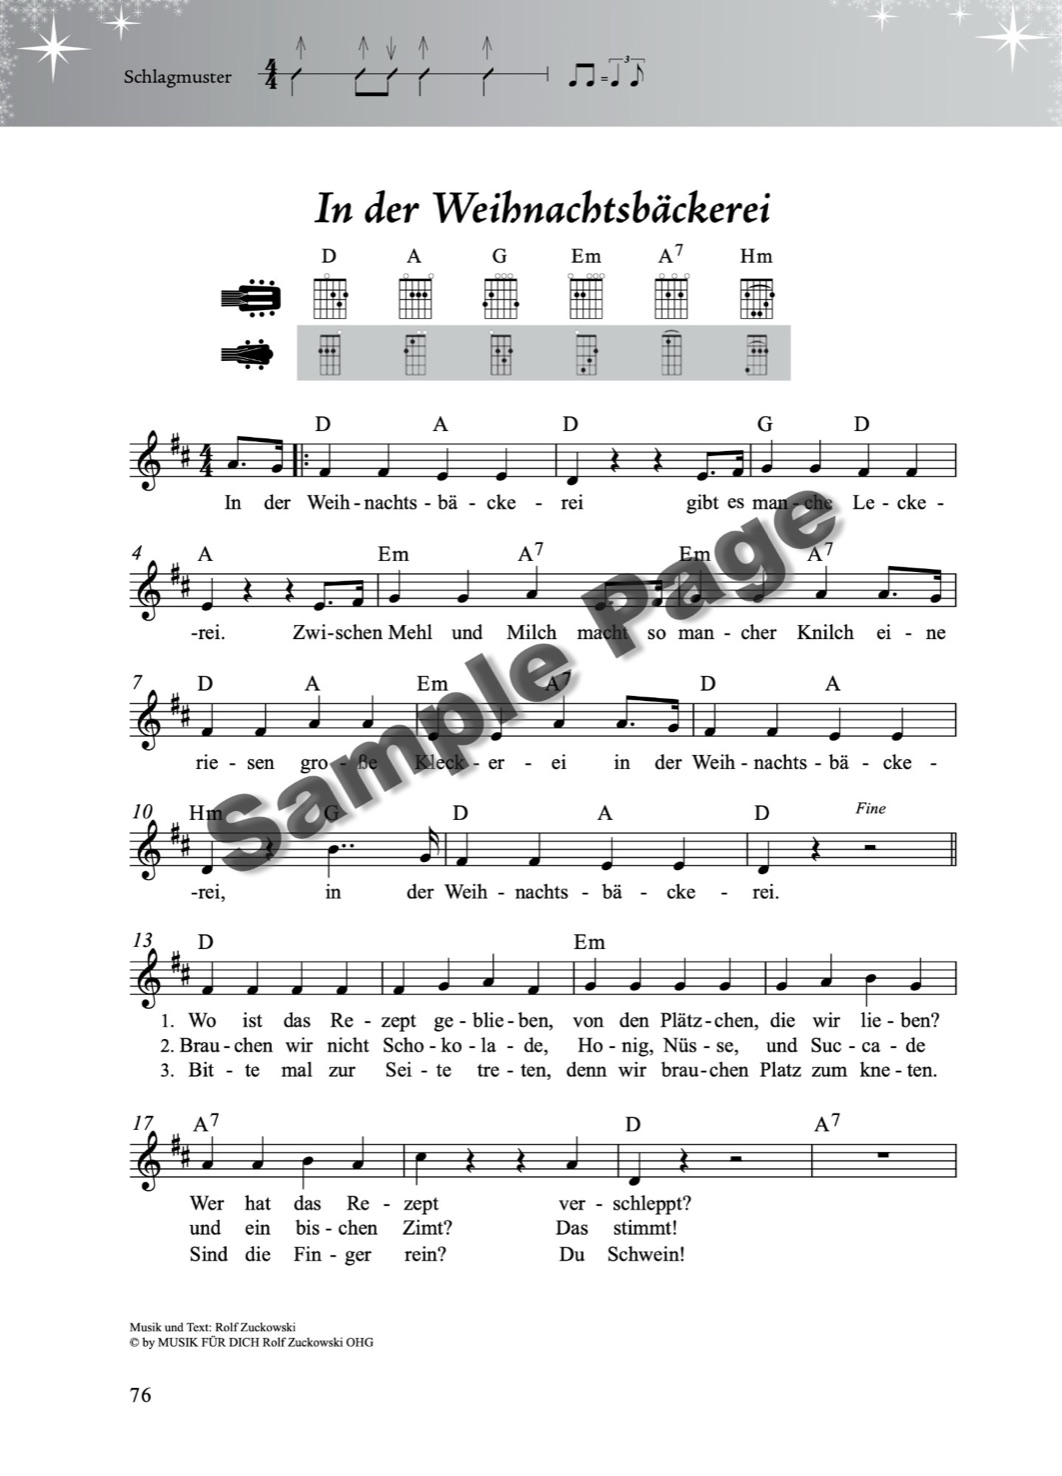 Schlagmuster 4/4 = 3
In der Weihnachtsbäckerei
D A G Em A7 Hm
D A D G D
In der Weih - nachts - bä - cke - rei gibt es man - che Le - cke -
4 A Em A7 Em A7
-rei. Zwi - schen Mehl und Milch macht so man - cher Knilch ei - ne
7 D A Em A7 D A
rie - sen gro - ße Kleck - er - ei in der Weih - nachts - bä - cke -
10 Hm G D A D Fine
-rei, in der Weih - nachts - bä - cke - rei.
13 D Em
1. Wo ist das Re - zept ge - blie - ben, von den Plätz - chen, die wir lie - ben?
2. Brau - chen wir nicht Scho - ko - la - de, Ho - nig, Nüs - se, und Suc - ca - de
3. Bit - te mal zur Sei - te tre - ten, denn wir brau - chen Platz zum kne - ten.
17 A7 D A7
Wer hat das Re - zept ver - schleppt?
und ein bis - chen Zimt? Das stimmt!
Sind die Fin - ger rein? Du Schwein!
Sample Page
Musik und Text: Rolf Zuckowski
© by MUSIK FÜR DICH Rolf Zuckowski OHG
76